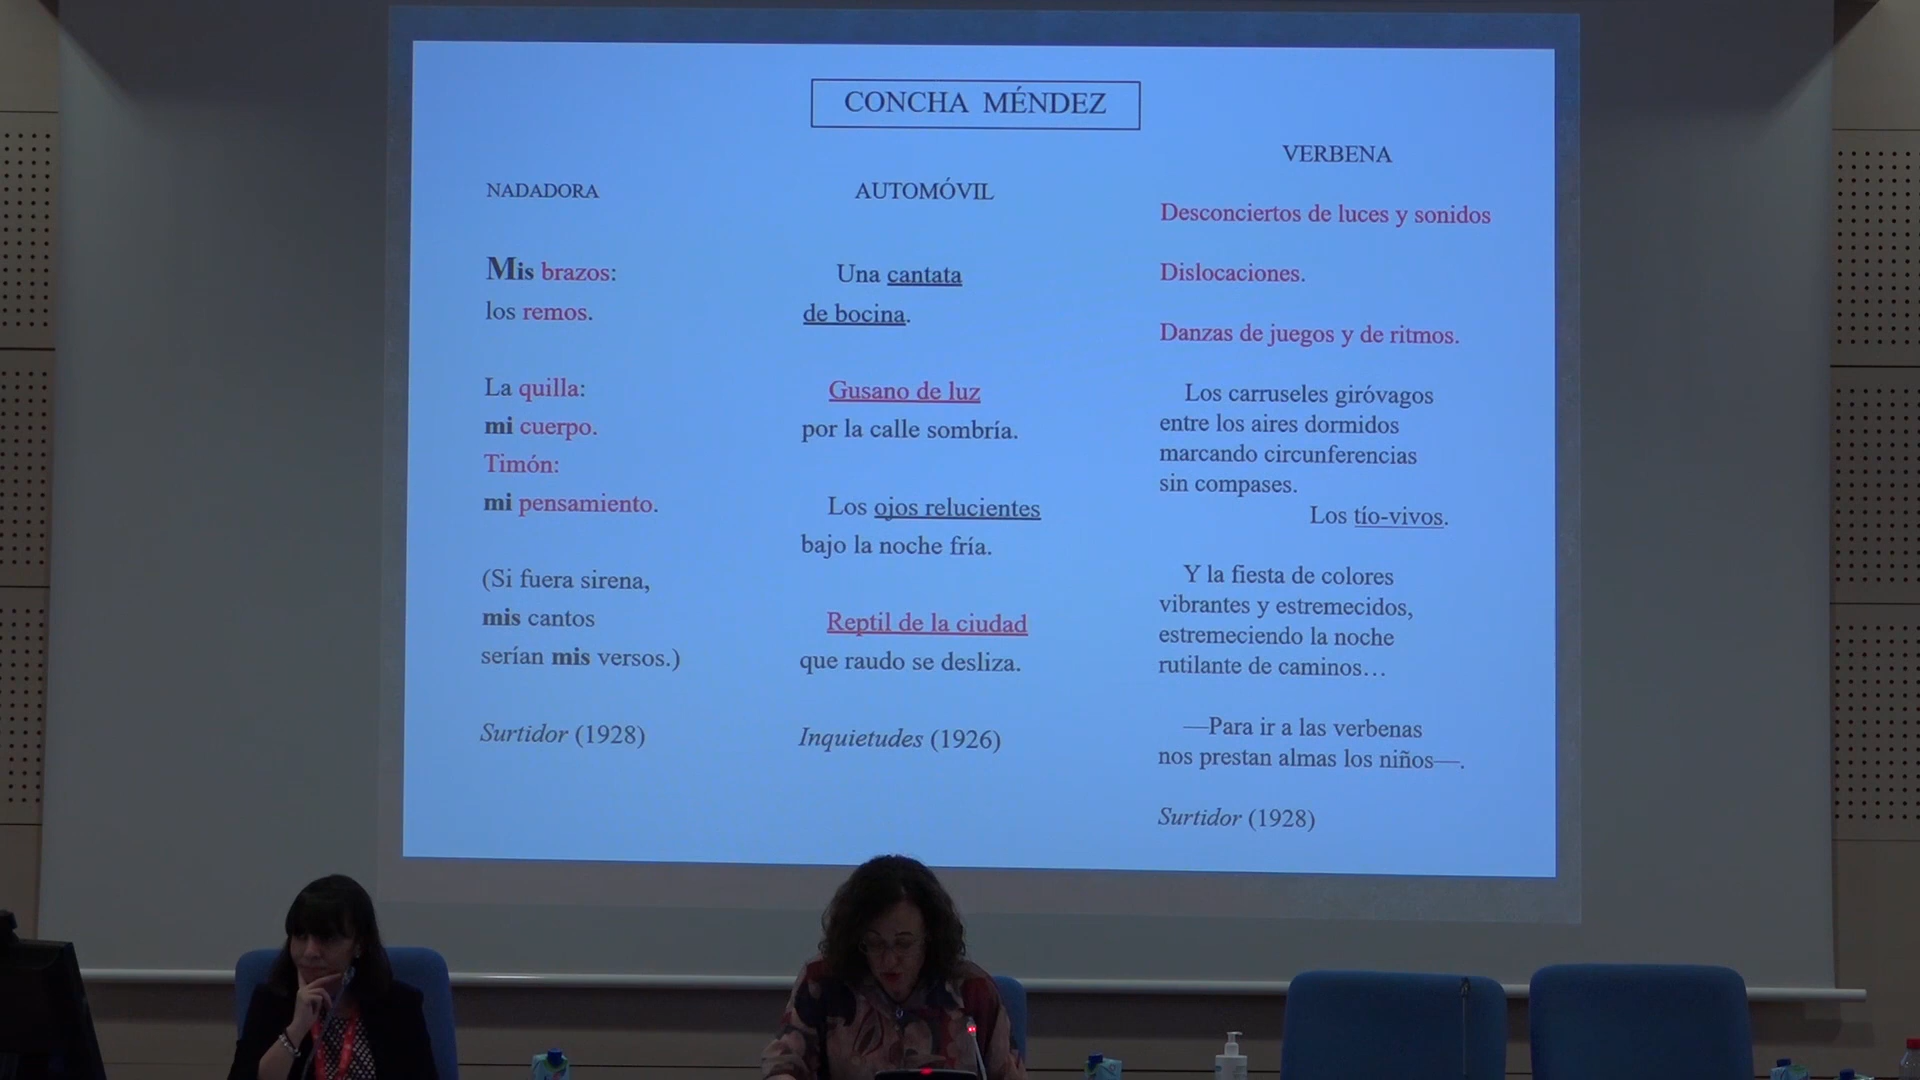 CONCHA MÉNDEZ
NADADORA
Mis brazos:
los remos.
La quilla:
mi cuerpo.
Timón:
mi pensamiento.
(Si fuera sirena,
mis cantos
serían mis versos.)
Surtidor (1928)
AUTOMÓVIL
Una cantata
de bocina.
Gusano de luz
por la calle sombría.
Los ojos relucientes
bajo la noche fría.
Reptil de la ciudad
que raudo se desliza.
Inquietudes (1926)
VERBENA
Desconciertos de luces y sonidos
Dislocaciones.
Danzas de juegos y de ritmos.
Los carruseles giróvagos
entre los aires dormidos
marcando circunferencias
sin compases.
Los tío-vivos.
Y la fiesta de colores
vibrantes y estremecidos,
estremeciendo la noche
rutilante de caminos…
—Para ir a las verbenas
nos prestan almas los niños—.
Surtidor (1928)